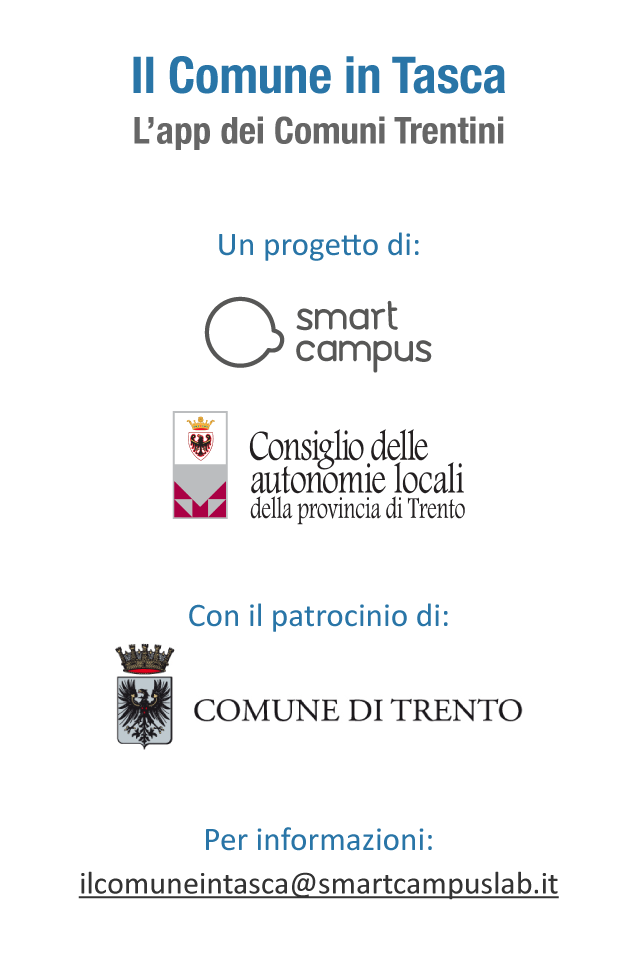 Il Comune in Tasca
L’app dei Comuni Trentini
Un progetto di:
smart
campus
Consiglio delle
autonomie locali
della provincia di Trento
Con il patrocinio di:
COMUNE DI TRENTO
Per informazioni:
ilcomuneintasca@smartcampuslab.it